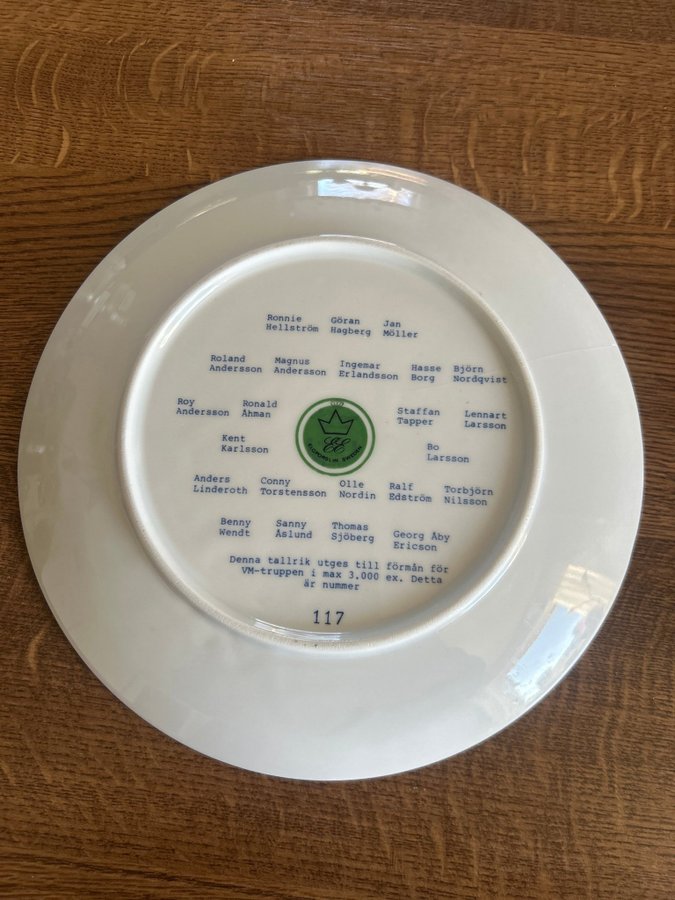 Ronnie Göran Jan
Hellström Hagberg Möller
Roland Magnus Ingemar Hasse Björn
Andersson Andersson Erlandsson Borg Nordqvist
Roy Ronald Staffan Lennart
Andersson Åhman Tapper Larsson
Kent Bo
Karlsson Larsson
EE
Anders Conny Olle Ralf Torbjörn
Linderoth Torstensson Nordin Edström Nilsson
Benny Sanny Thomas Georg Åby
Wendt Åslund Sjöberg Ericson
Denna tallrik utges till förmån för
VM-truppen i max 3.000 ex. Detta
är nummer
117